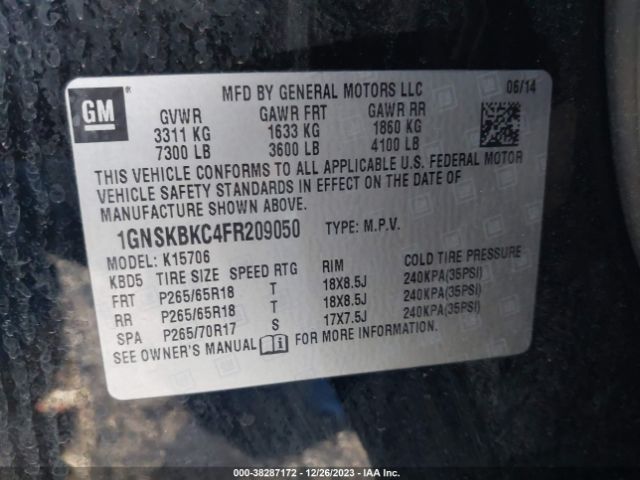 GM
MFD BY GENERAL MOTORS LLC 06/14
GVWR GAWR FRT GAWR RR
3311 KG 1633 KG 1860 KG
7300 LB 3600 LB 4100 LB
THIS VEHICLE CONFORMS TO ALL APPLICABLE U.S. FEDERAL MOTOR
VEHICLE SAFETY STANDARDS IN EFFECT ON THE DATE OF
MANUFACTURE SHOWN ABOVE.
1GNSKBKC4FR209050 TYPE: M.P.V.
MODEL: K15706
KBD5 TIRE SIZE SPEED RTG RIM COLD TIRE PRESSURE
FRT P265/65R18 T 18X8.5J 240KPA(35PSI)
RR P265/65R18 T 18X8.5J 240KPA(35PSI)
SPA P265/70R17 S 17X7.5J 240KPA(35PSI)
SEE OWNER'S MANUAL FOR MORE INFORMATION.
000-38287172 - 12/26/2023 - IAA Inc.